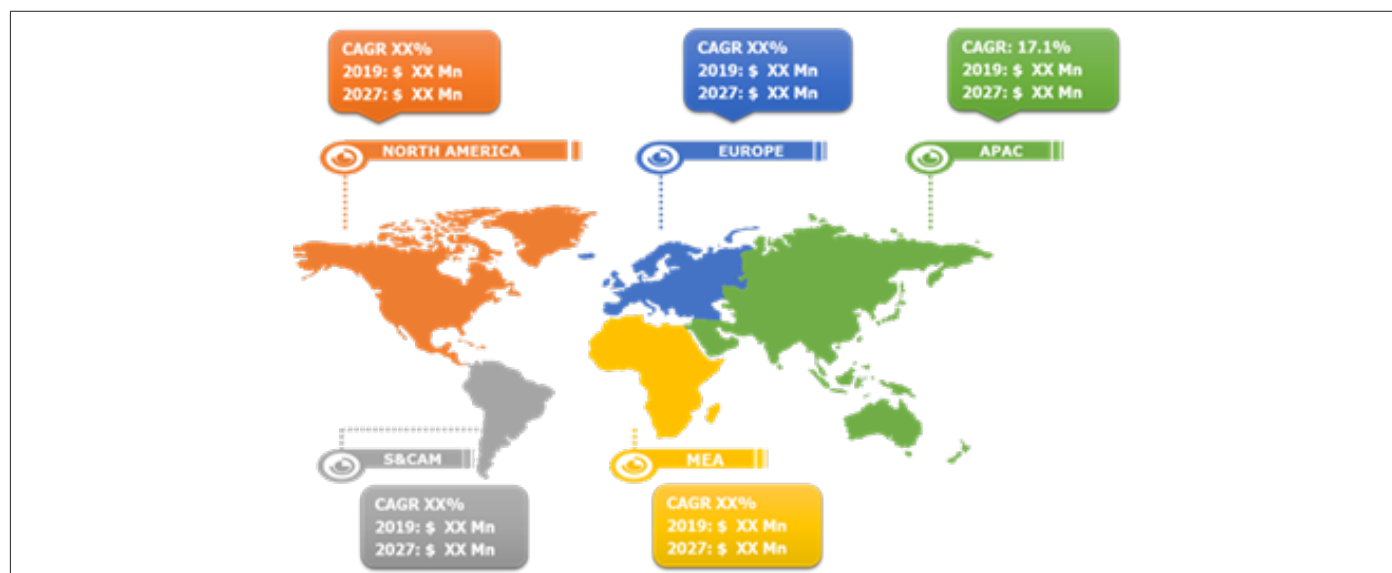 CAGR XX%
2019: $ XX Mn
2027: $ XX Mn
NORTH AMERICA
CAGR XX%
2019: $ XX Mn
2027: $ XX Mn
EUROPE
CAGR: 17.1%
2019: $ XX Mn
2027: $ XX Mn
APAC
S&CAM
CAGR XX%
2019: $ XX Mn
2027: $ XX Mn
MEA
CAGR XX%
2019: $ XX Mn
2027: $ XX Mn